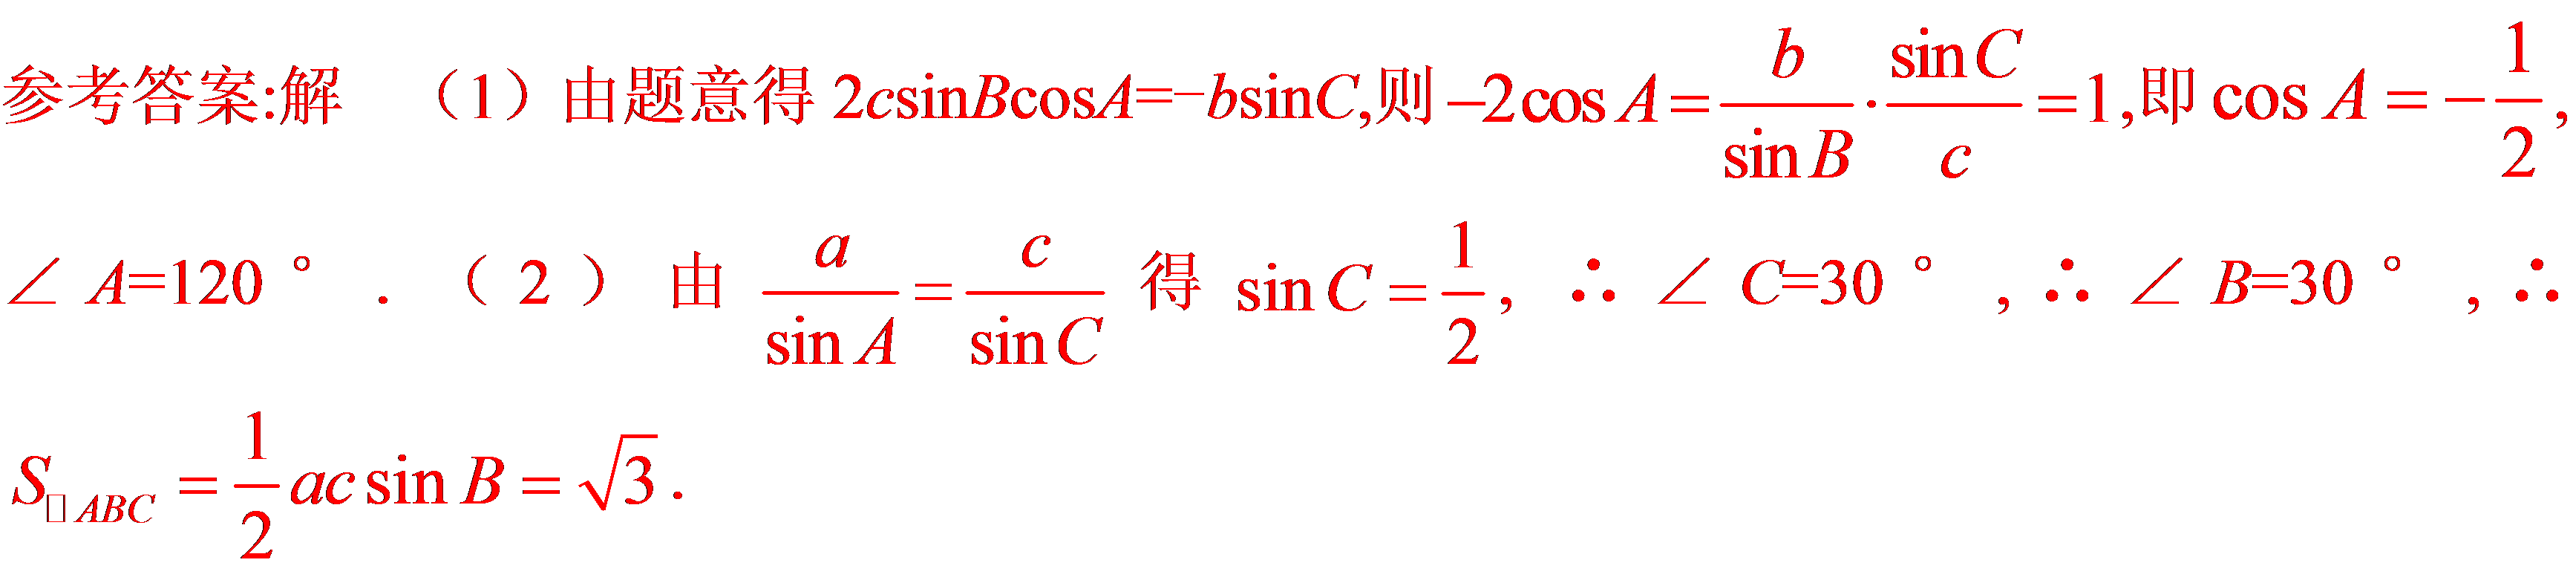 参考答案:解 （1）由题意得 2csinBcosA=−bsinC,则 −2cos A = b/sin B · sin C/c = 1,即 cos A = −1/2,
∠ A=120 ° . （ 2 ） 由 a/sin A = c/sin C 得 sin C = 1/2, ∴ ∠ C=30 ° , ∴ ∠ B=30 ° , ∴
S□ABC = 1/2 ac sin B = √3.